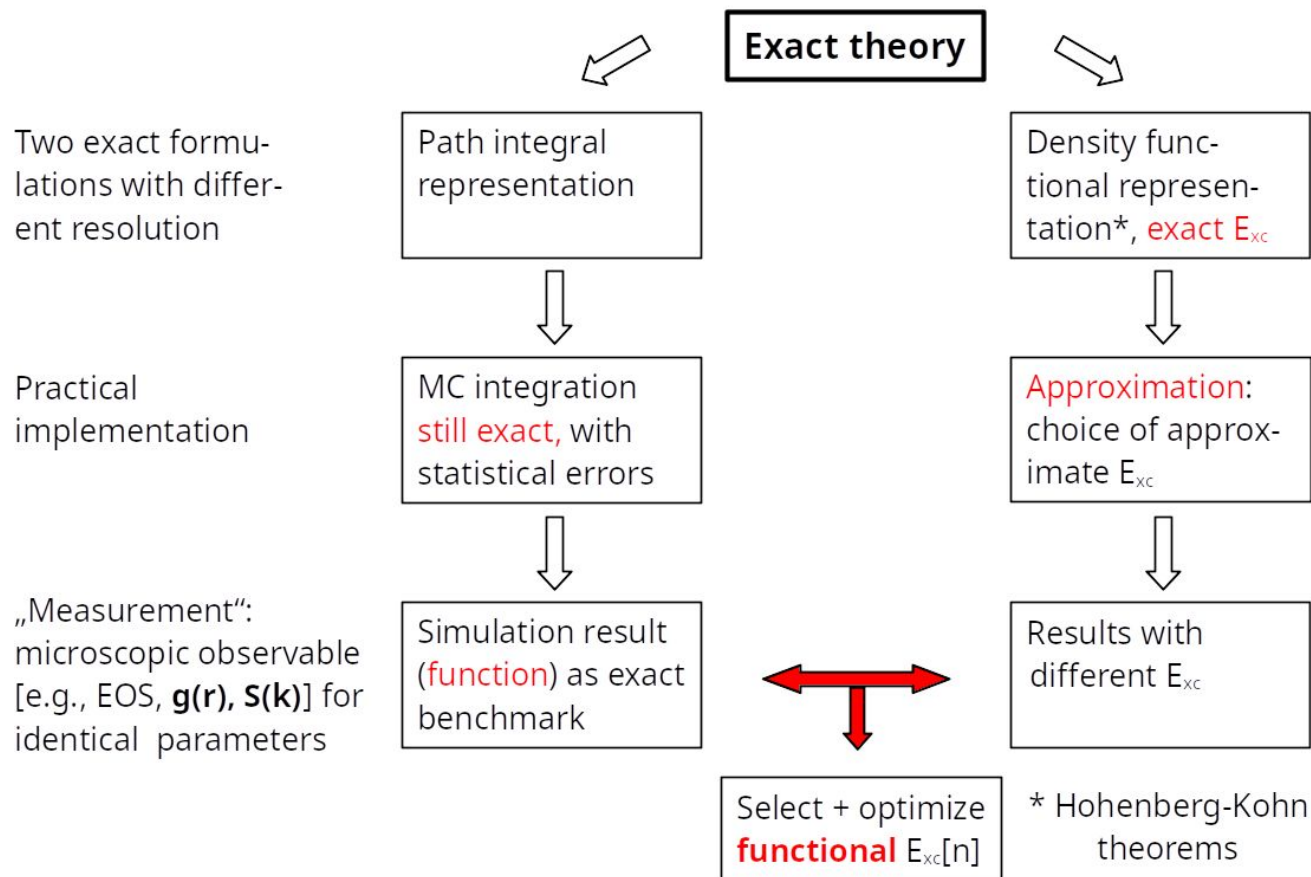 Exact theory
Two exact formu-
lations with differ-
ent resolution
Path integral
representation
Density func-
tional represen-
tation*, exact Exc
Practical
implementation
MC integration
still exact, with
statistical errors
Approximation:
choice of approx-
imate Exc
„Measurement“:
microscopic observable
[e.g., EOS, g(r), S(k)] for
identical parameters
Simulation result
(function) as exact
benchmark
Results with
different Exc
Select + optimize
functional Exc[n]
* Hohenberg-Kohn
theorems